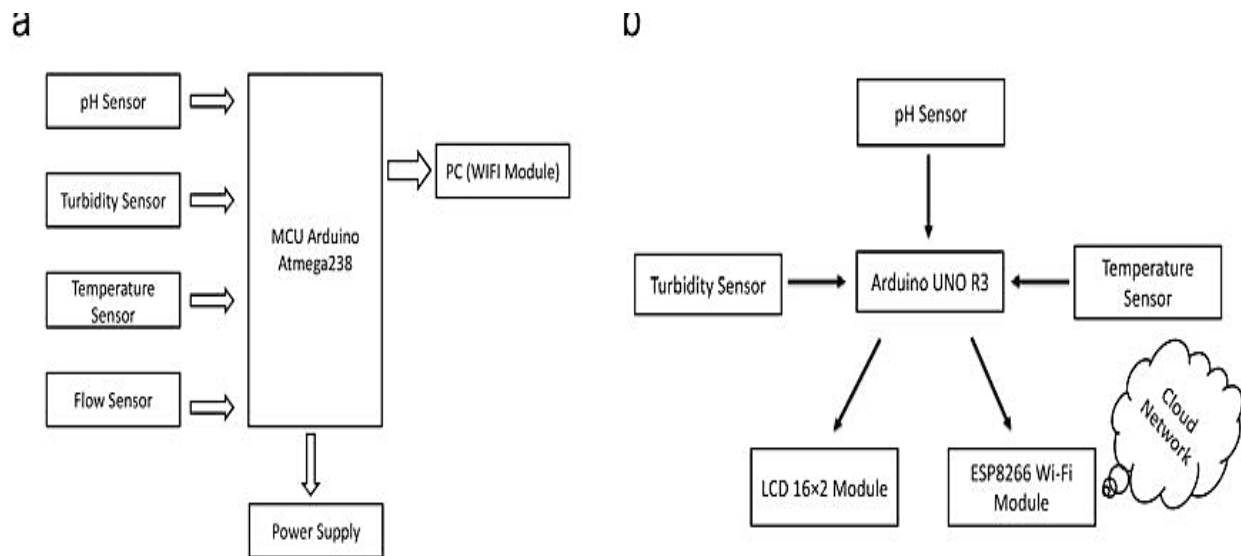 a
pH Sensor
Turbidity Sensor
Temperature
Sensor
Flow Sensor
MCU Arduino
Atmega238
PC (WIFI Module)
Power Supply
b
pH Sensor
Turbidity Sensor
Arduino UNO R3
Temperature
Sensor
LCD 16×2 Module
ESP8266 Wi-Fi
Module
Cloud
Network